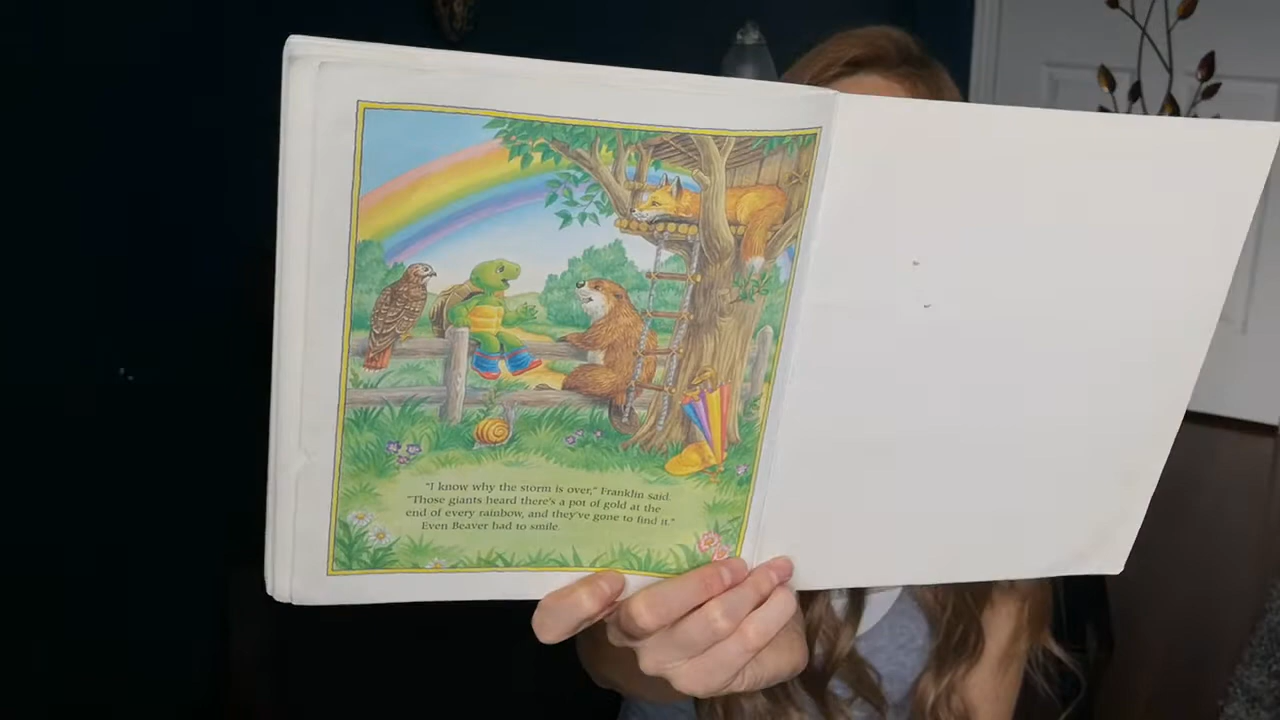 "I know why the storm is over," Franklin said.
"Those giants heard there's a pot of gold at the
end of every rainbow, and they've gone to find it."
Even Beaver had to smile.